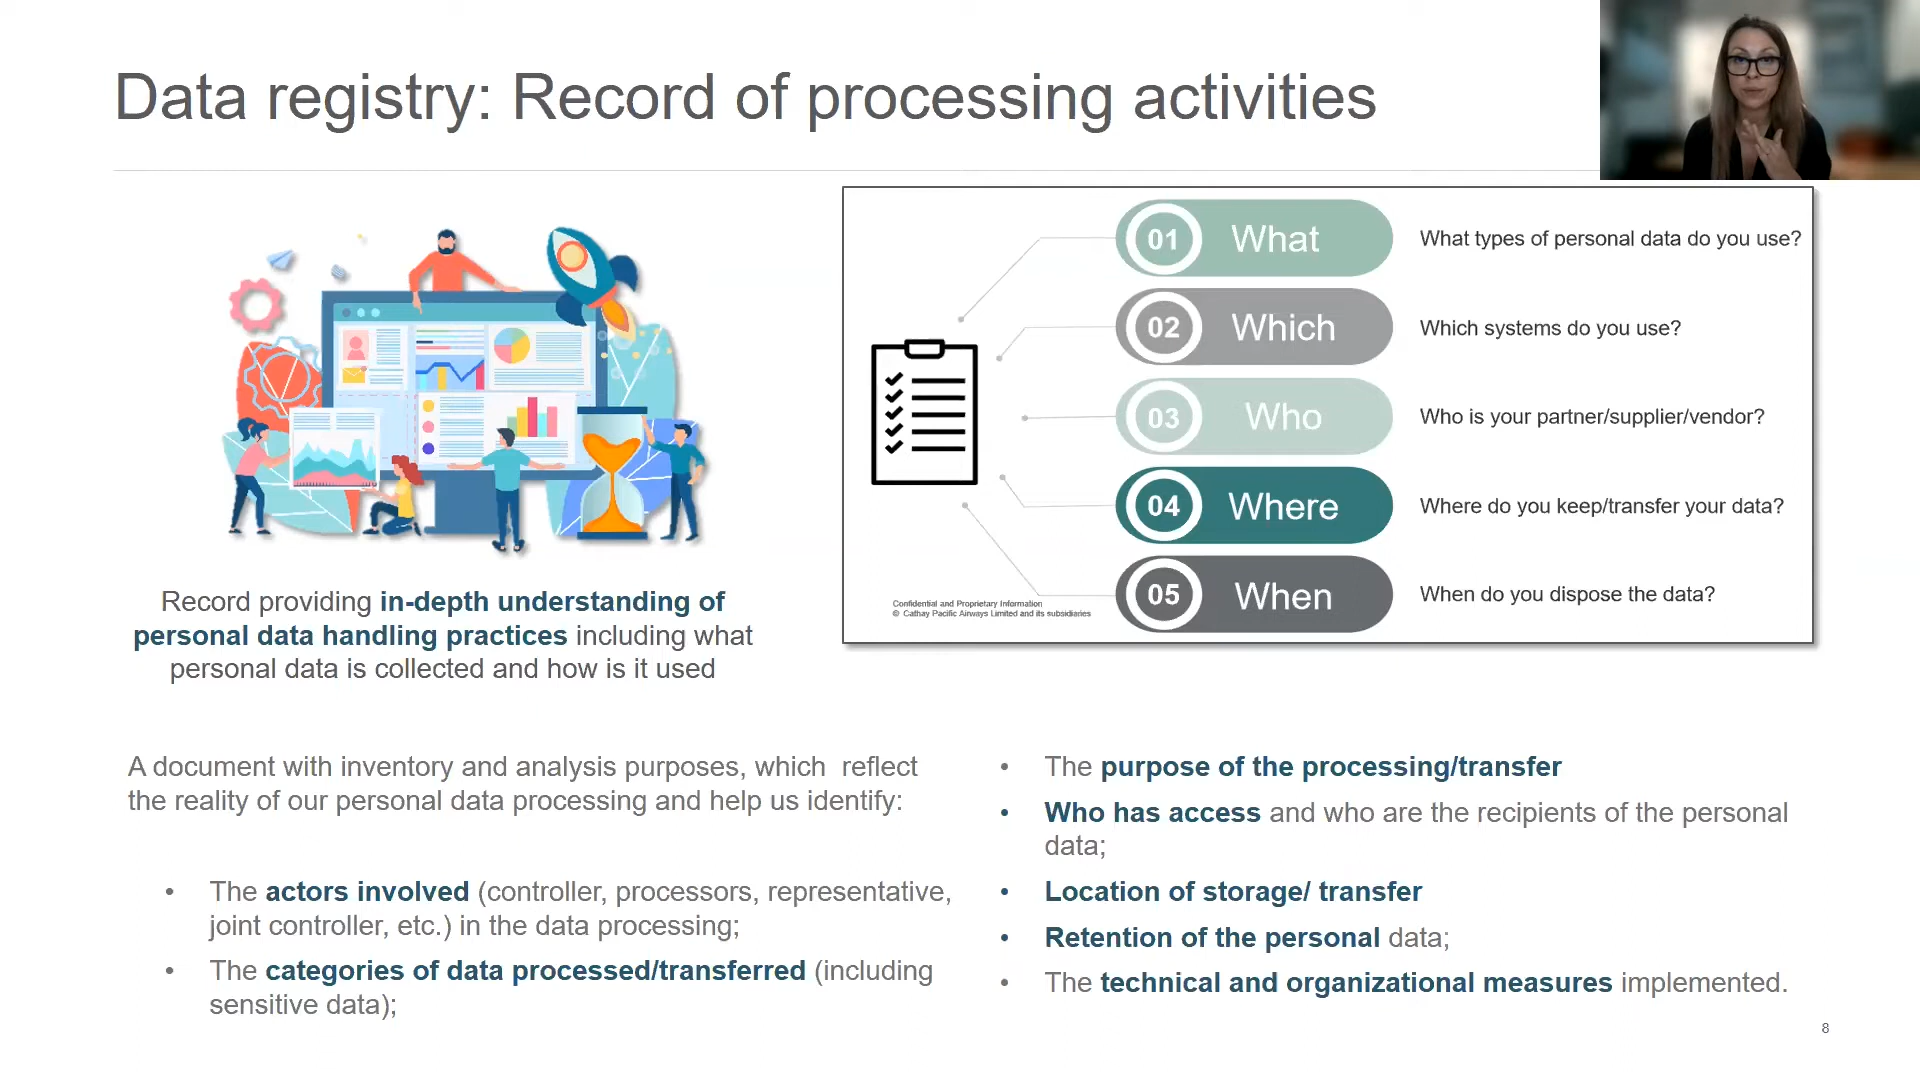 Data registry: Record of processing activities
01 What What types of personal data do you use?
02 Which Which systems do you use?
03 Who Who is your partner/supplier/vendor?
04 Where Where do you keep/transfer your data?
05 When When do you dispose the data?
Confidential and Proprietary Information
© Cathay Pacific Airways Limited and its subsidiaries
Record providing in-depth understanding of
personal data handling practices including what
personal data is collected and how is it used
A document with inventory and analysis purposes, which  reflect
the reality of our personal data processing and help us identify:
• The actors involved (controller, processors, representative,
joint controller, etc.) in the data processing;
• The categories of data processed/transferred (including
sensitive data);
• The purpose of the processing/transfer
• Who has access and who are the recipients of the personal
data;
• Location of storage/ transfer
• Retention of the personal data;
• The technical and organizational measures implemented.
8